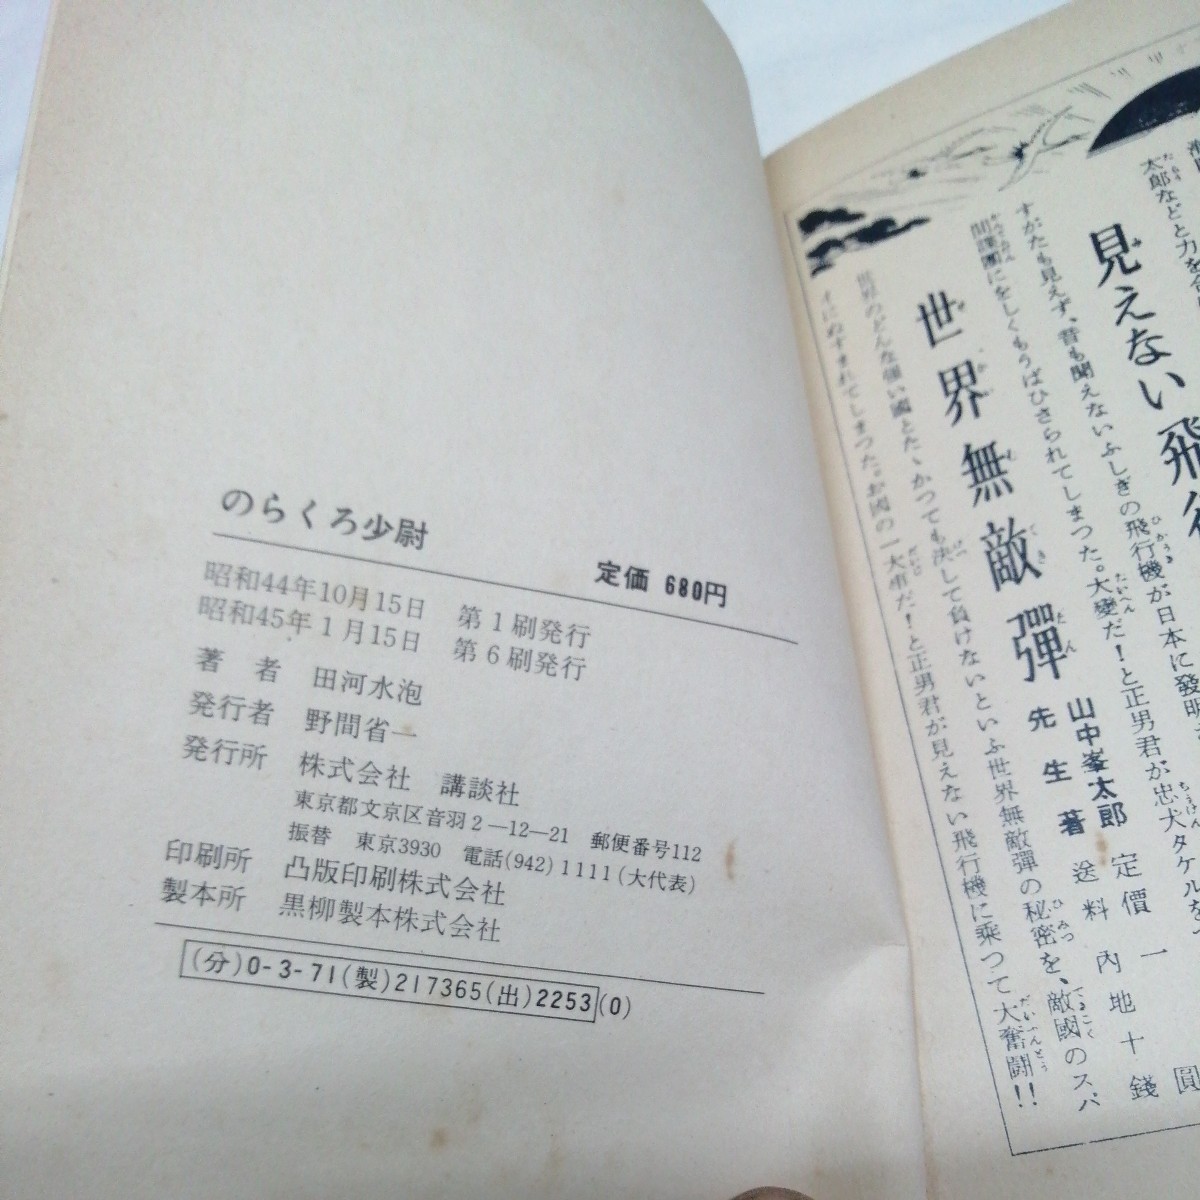 のらくろ少尉
定価 680円
昭和44年10月15日 第1刷発行
昭和45年1月15日 第6刷発行
著者 田河水泡
発行者 野間省一
発行所 株式会社 講談社
東京都文京区音羽2-12-21 郵便番号112
振替 東京3930 電話(942)1111(大代表)
印刷所 凸版印刷株式会社
製本所 黒柳製本株式会社
(分)0-3-71(製)217365(出)2253(0)
太郎などと力を
見えない飛行
すがたも見えず、音も聞えないふしぎの飛行機が日本に發明
間諜團にをしくもうばひさられてしまつた。大變だ!と正男君が忠犬タケルを
世界無敵彈
山中峯太郎
先生著
定價一圓
送料内地十錢
世界のどんな強い國とたゝかつても決して負けないといふ世界無敵彈の秘密を、敵國のスパ
イにぬすまれてしまつた。お國の一大事だ!と正男君が見えない飛行機に乘つて大奮鬪!!